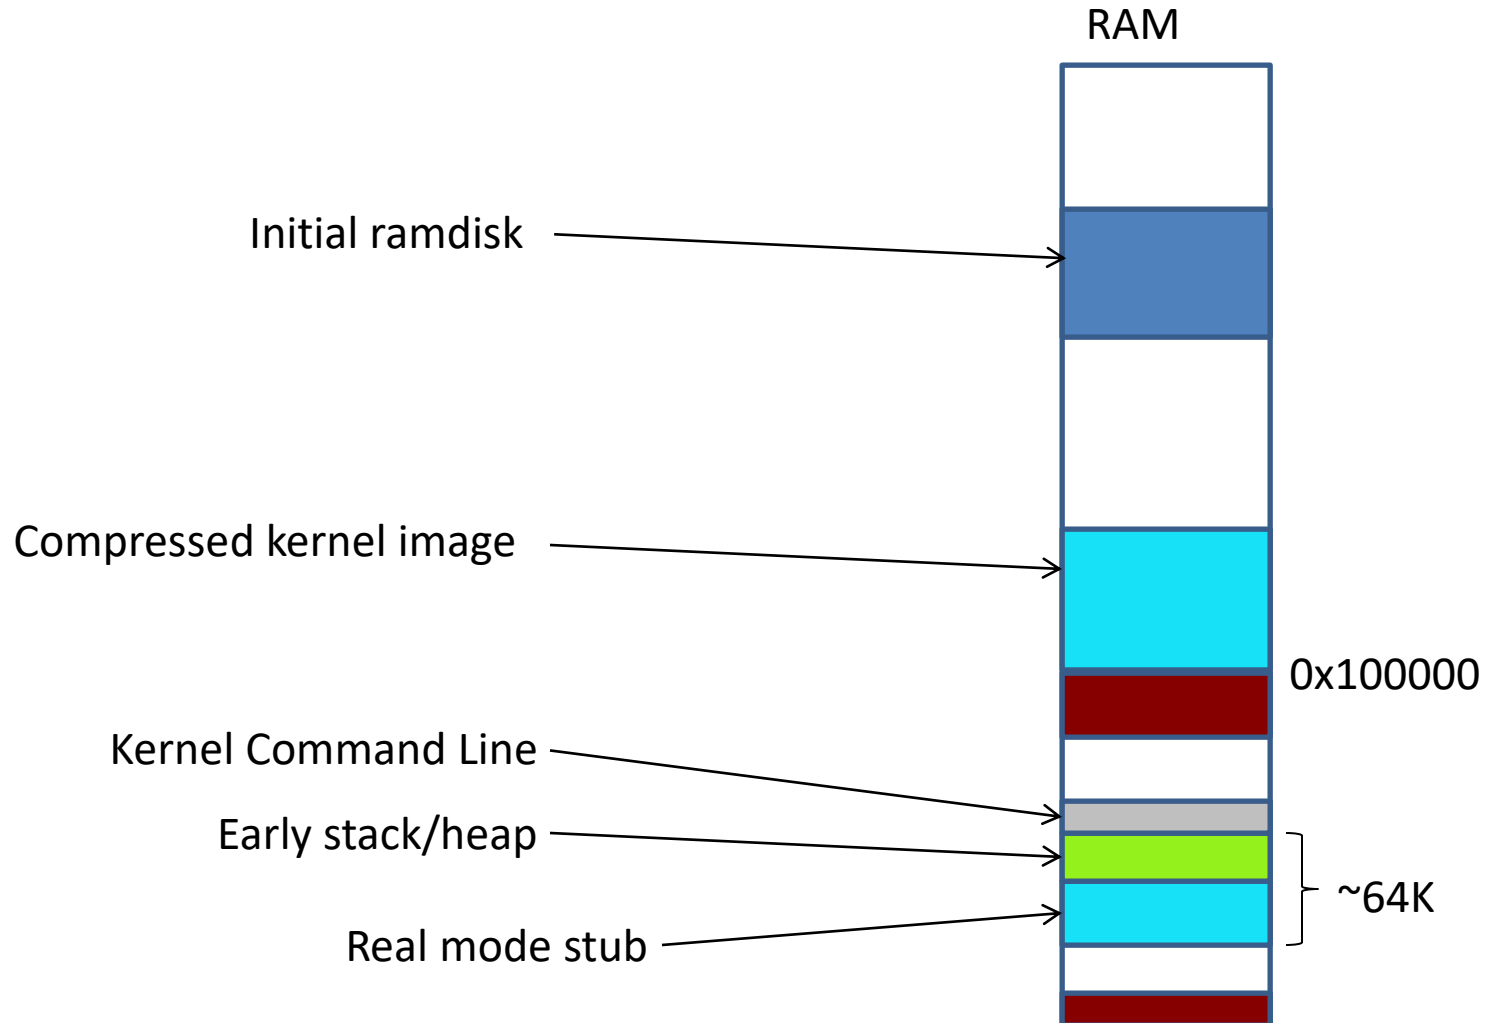 RAM
Initial ramdisk
Compressed kernel image
0x100000
Kernel Command Line
Early stack/heap
~64K
Real mode stub